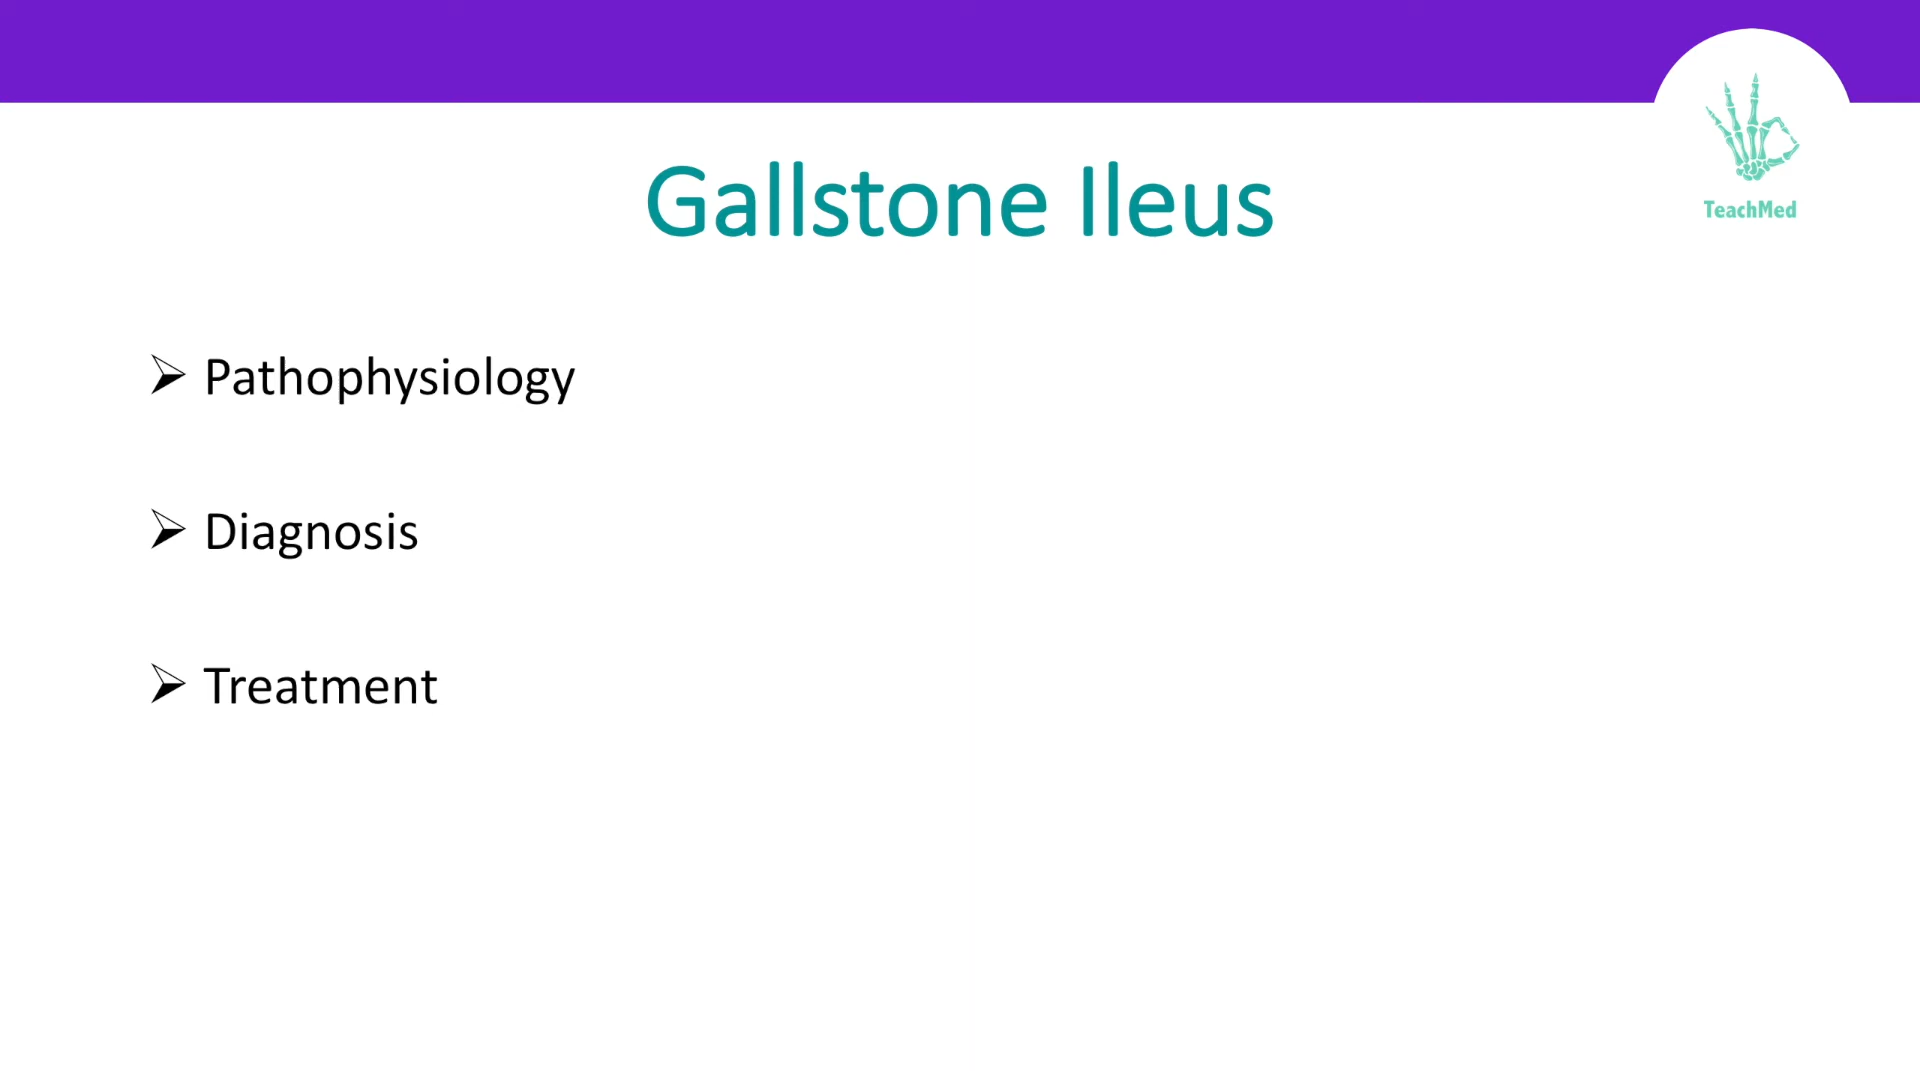 Gallstone Ileus
TeachMed
Pathophysiology
Diagnosis
Treatment